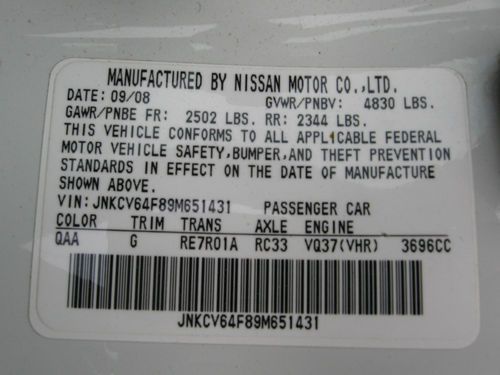 MANUFACTURED BY NISSAN MOTOR CO.,LTD.
DATE: 09/08 GVWR/PNBV: 4830 LBS.
GAWR/PNBE FR: 2502 LBS. RR: 2344 LBS.
THIS VEHICLE CONFORMS TO ALL APPLICABLE FEDERAL
MOTOR VEHICLE SAFETY,BUMPER,AND THEFT PREVENTION
STANDARDS IN EFFECT ON THE DATE OF MANUFACTURE
SHOWN ABOVE.
VIN:JNKCV64F89M651431 PASSENGER CAR
COLOR TRIM TRANS AXLE ENGINE
QAA G RE7R01A RC33 VQ37(VHR) 3696CC
JNKCV64F89M651431